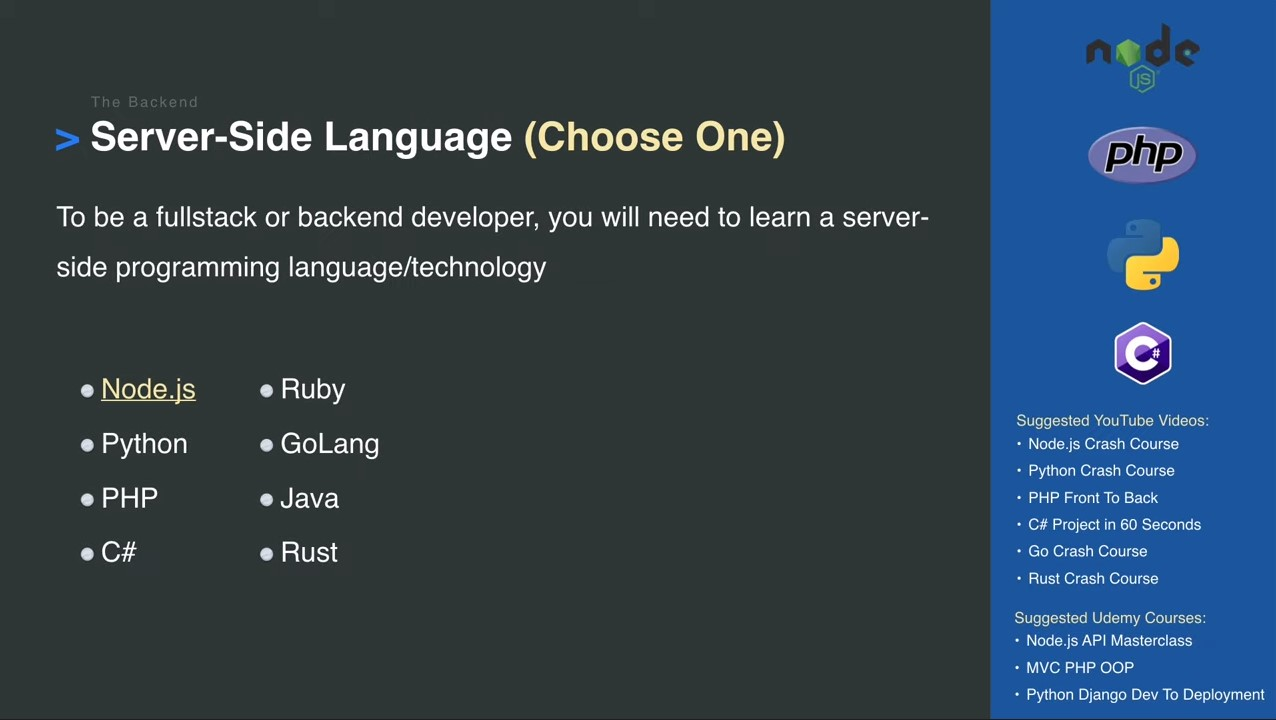 The Backend
> Server-Side Language (Choose One)
To be a fullstack or backend developer, you will need to learn a server-
side programming language/technology
• Node.js
• Python
• PHP
• C#
• Ruby
• GoLang
• Java
• Rust
node
JS
php
C#
Suggested YouTube Videos:
• Node.js Crash Course
• Python Crash Course
• PHP Front To Back
• C# Project in 60 Seconds
• Go Crash Course
• Rust Crash Course
Suggested Udemy Courses:
• Node.js API Masterclass
• MVC PHP OOP
• Python Django Dev To Deployment